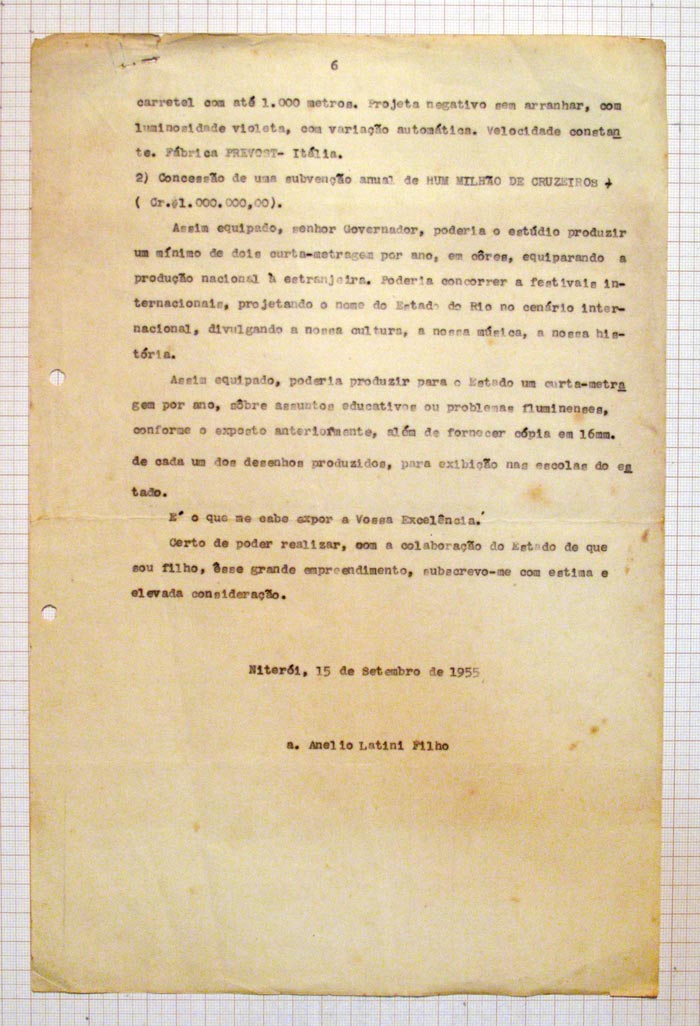 6
carretel com até 1.000 metros. Projeta negativo sem arranhar, com
luminosidade violeta, com variação automática. Velocidade constan
te. Fábrica PREVOST- Itália.
2) Concessão de uma subvenção anual de HUM MILHÃO DE CRUZEIROS +
( Cr.$1.000.000,00).
Assim equipado, senhor Governador, poderia o estúdio produzir
um mínimo de dois curta-metragem por ano, em côres, equiparando a
produção nacional à estranjeira. Poderia concorrer a festivais in-
ternacionais, projetando o nome do Estado do Rio no cenário inter-
nacional, divulgando a nossa cultura, a nossa música, a nossa his-
tória.
Assim equipado, poderia produzir para o Estado um curta-metra
gem por ano, sôbre assuntos educativos ou problemas fluminenses,
conforme o exposto anteriormente, além de fornecer cópia em 16mm.
de cada um dos desenhos produzidos, para exibição nas escolas do es
tado.
E' o que me cabe expor a Vossa Excelência.
Certo de poder realizar, com a colaboração do Estado de que
sou filho, êsse grande empreendimento, subscrevo-me com estima e
elevada consideração.
Niterói, 15 de Setembro de 1955
a. Anelio Latini Filho